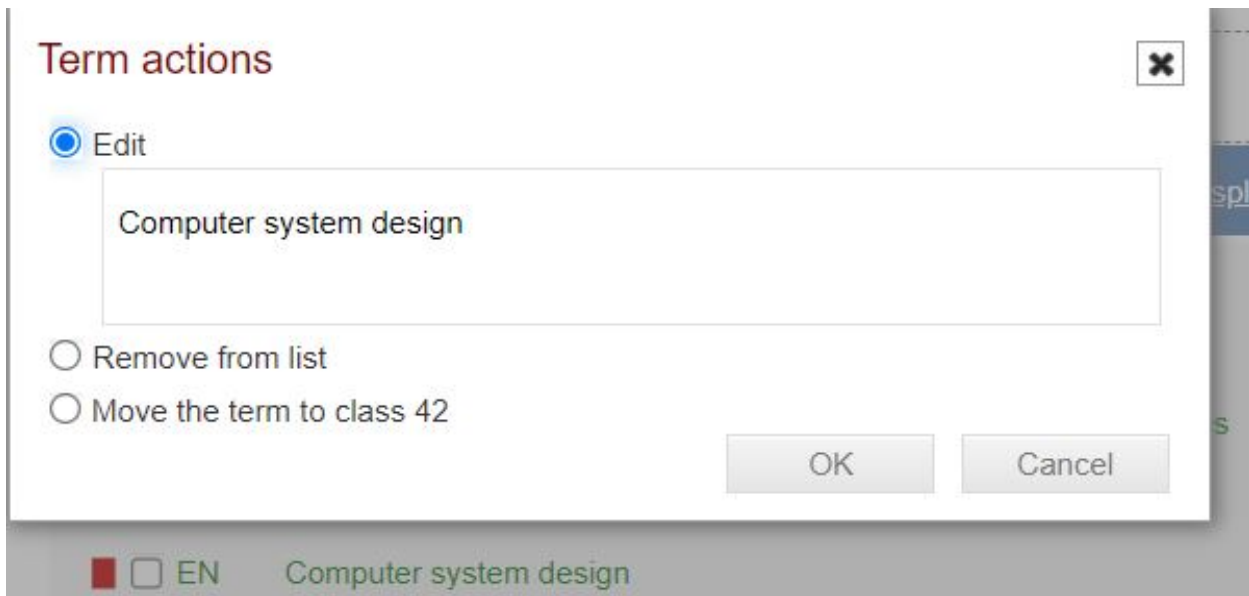 Term actions
Edit
Computer system design
Remove from list
Move the term to class 42
OK Cancel
EN Computer system design